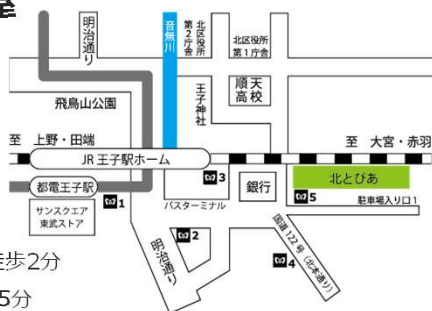 明治通り
音無川
北区役所
第2庁舎
北区役所
第1庁舎
順天
高校
王子神社
飛鳥山公園
至 上野・田端
至 大宮・赤羽
JR 王子駅ホーム
北とぴあ
都電王子駅
3
銀行
5
1
サンスクエア
東武ストア
バスターミナル
駐車場入り口1
2
明治通り
国道122号(北本通り)
4
徒歩2分
5分